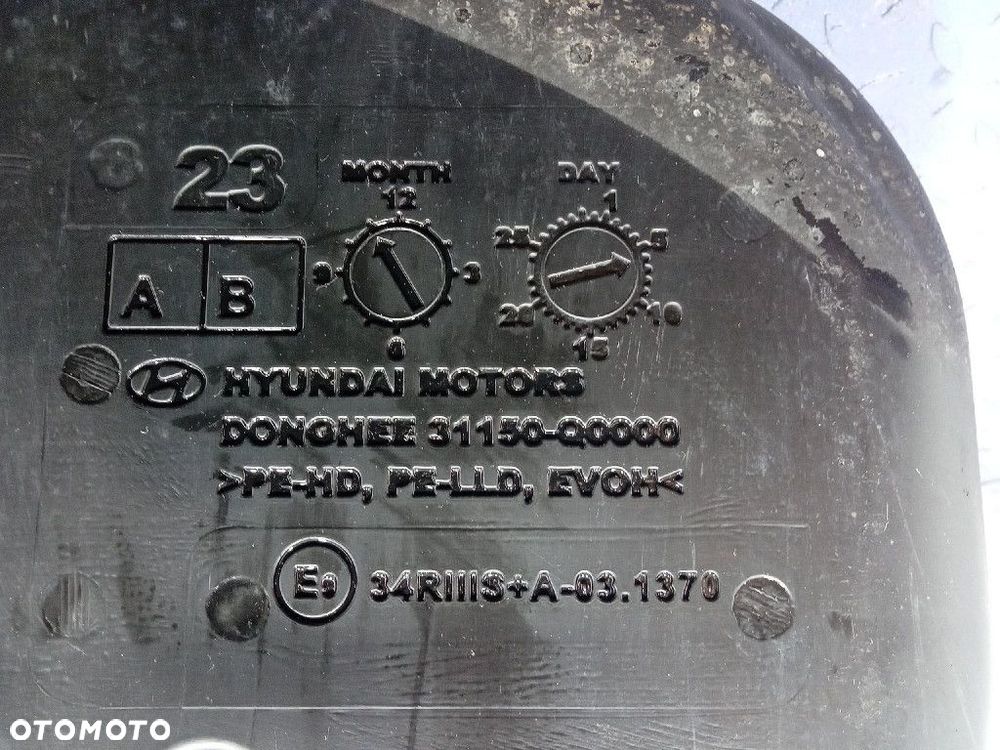 23
MONTH
12
3
6
9
DAY
1
5
10
15
20
25
A B
HYUNDAI MOTORS
DONGHEE 31150-Q0000
>PE-HD, PE-LLD, EVOH<
E9 34RIIIS+A-03.1370
OTOMOTO